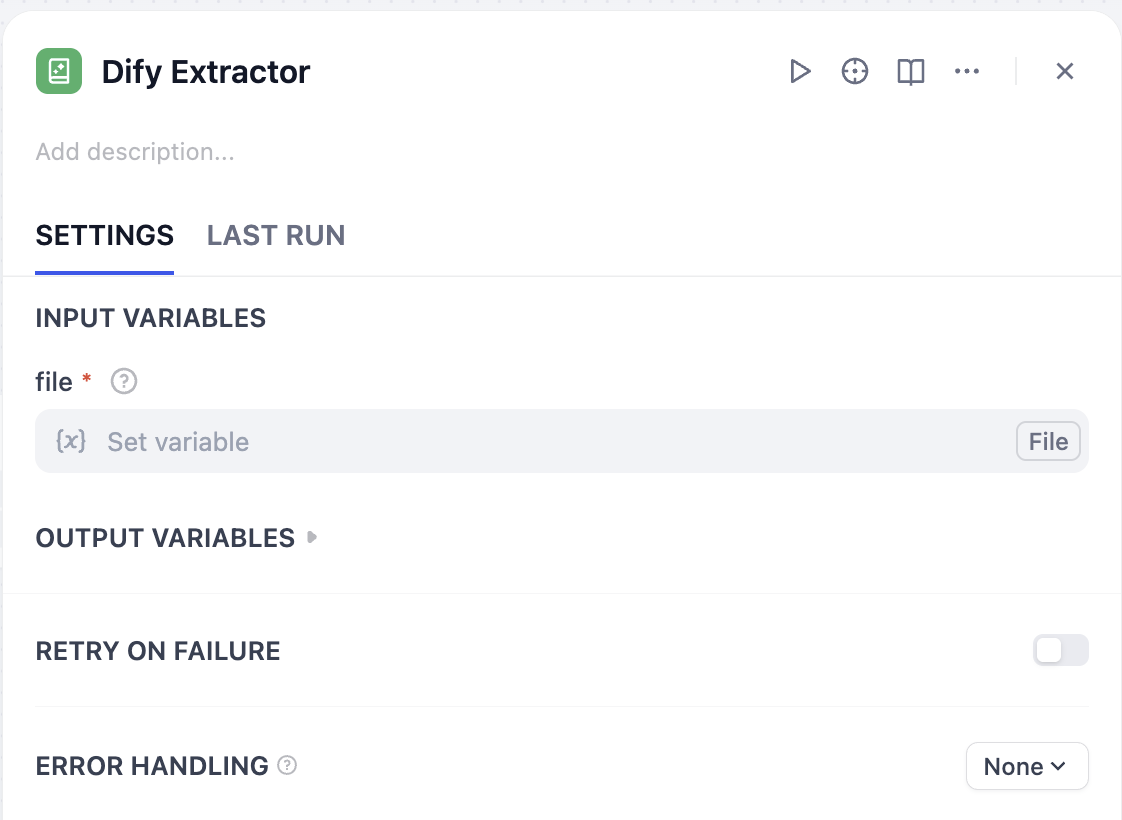 Dify Extractor
Add description...
SETTINGS LAST RUN
INPUT VARIABLES
file * ?
{x} Set variable File
OUTPUT VARIABLES
RETRY ON FAILURE
ERROR HANDLING ? None